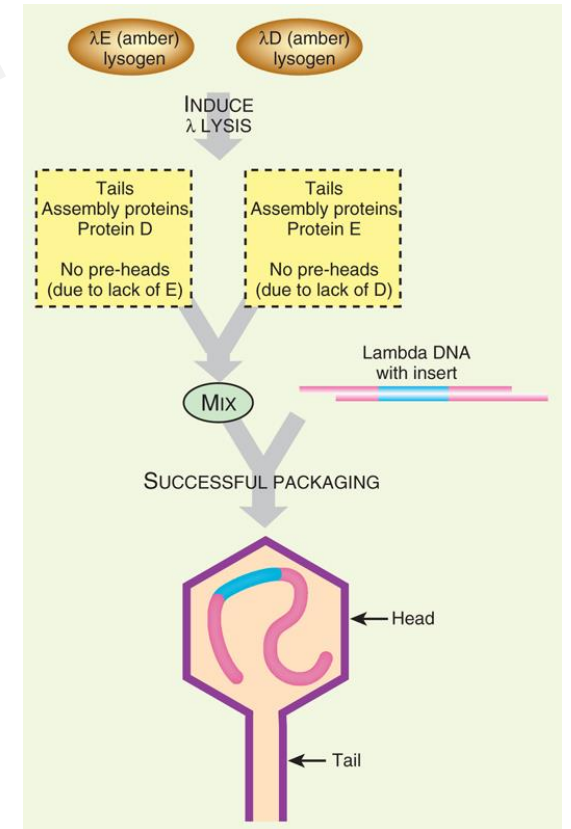 λE (amber)
lysogen
λD (amber)
lysogen
INDUCE
λ LYSIS
Tails
Assembly proteins
Protein D
No pre-heads
(due to lack of E)
Tails
Assembly proteins
Protein E
No pre-heads
(due to lack of D)
Lambda DNA
with insert
MIX
SUCCESSFUL PACKAGING
Head
Tail